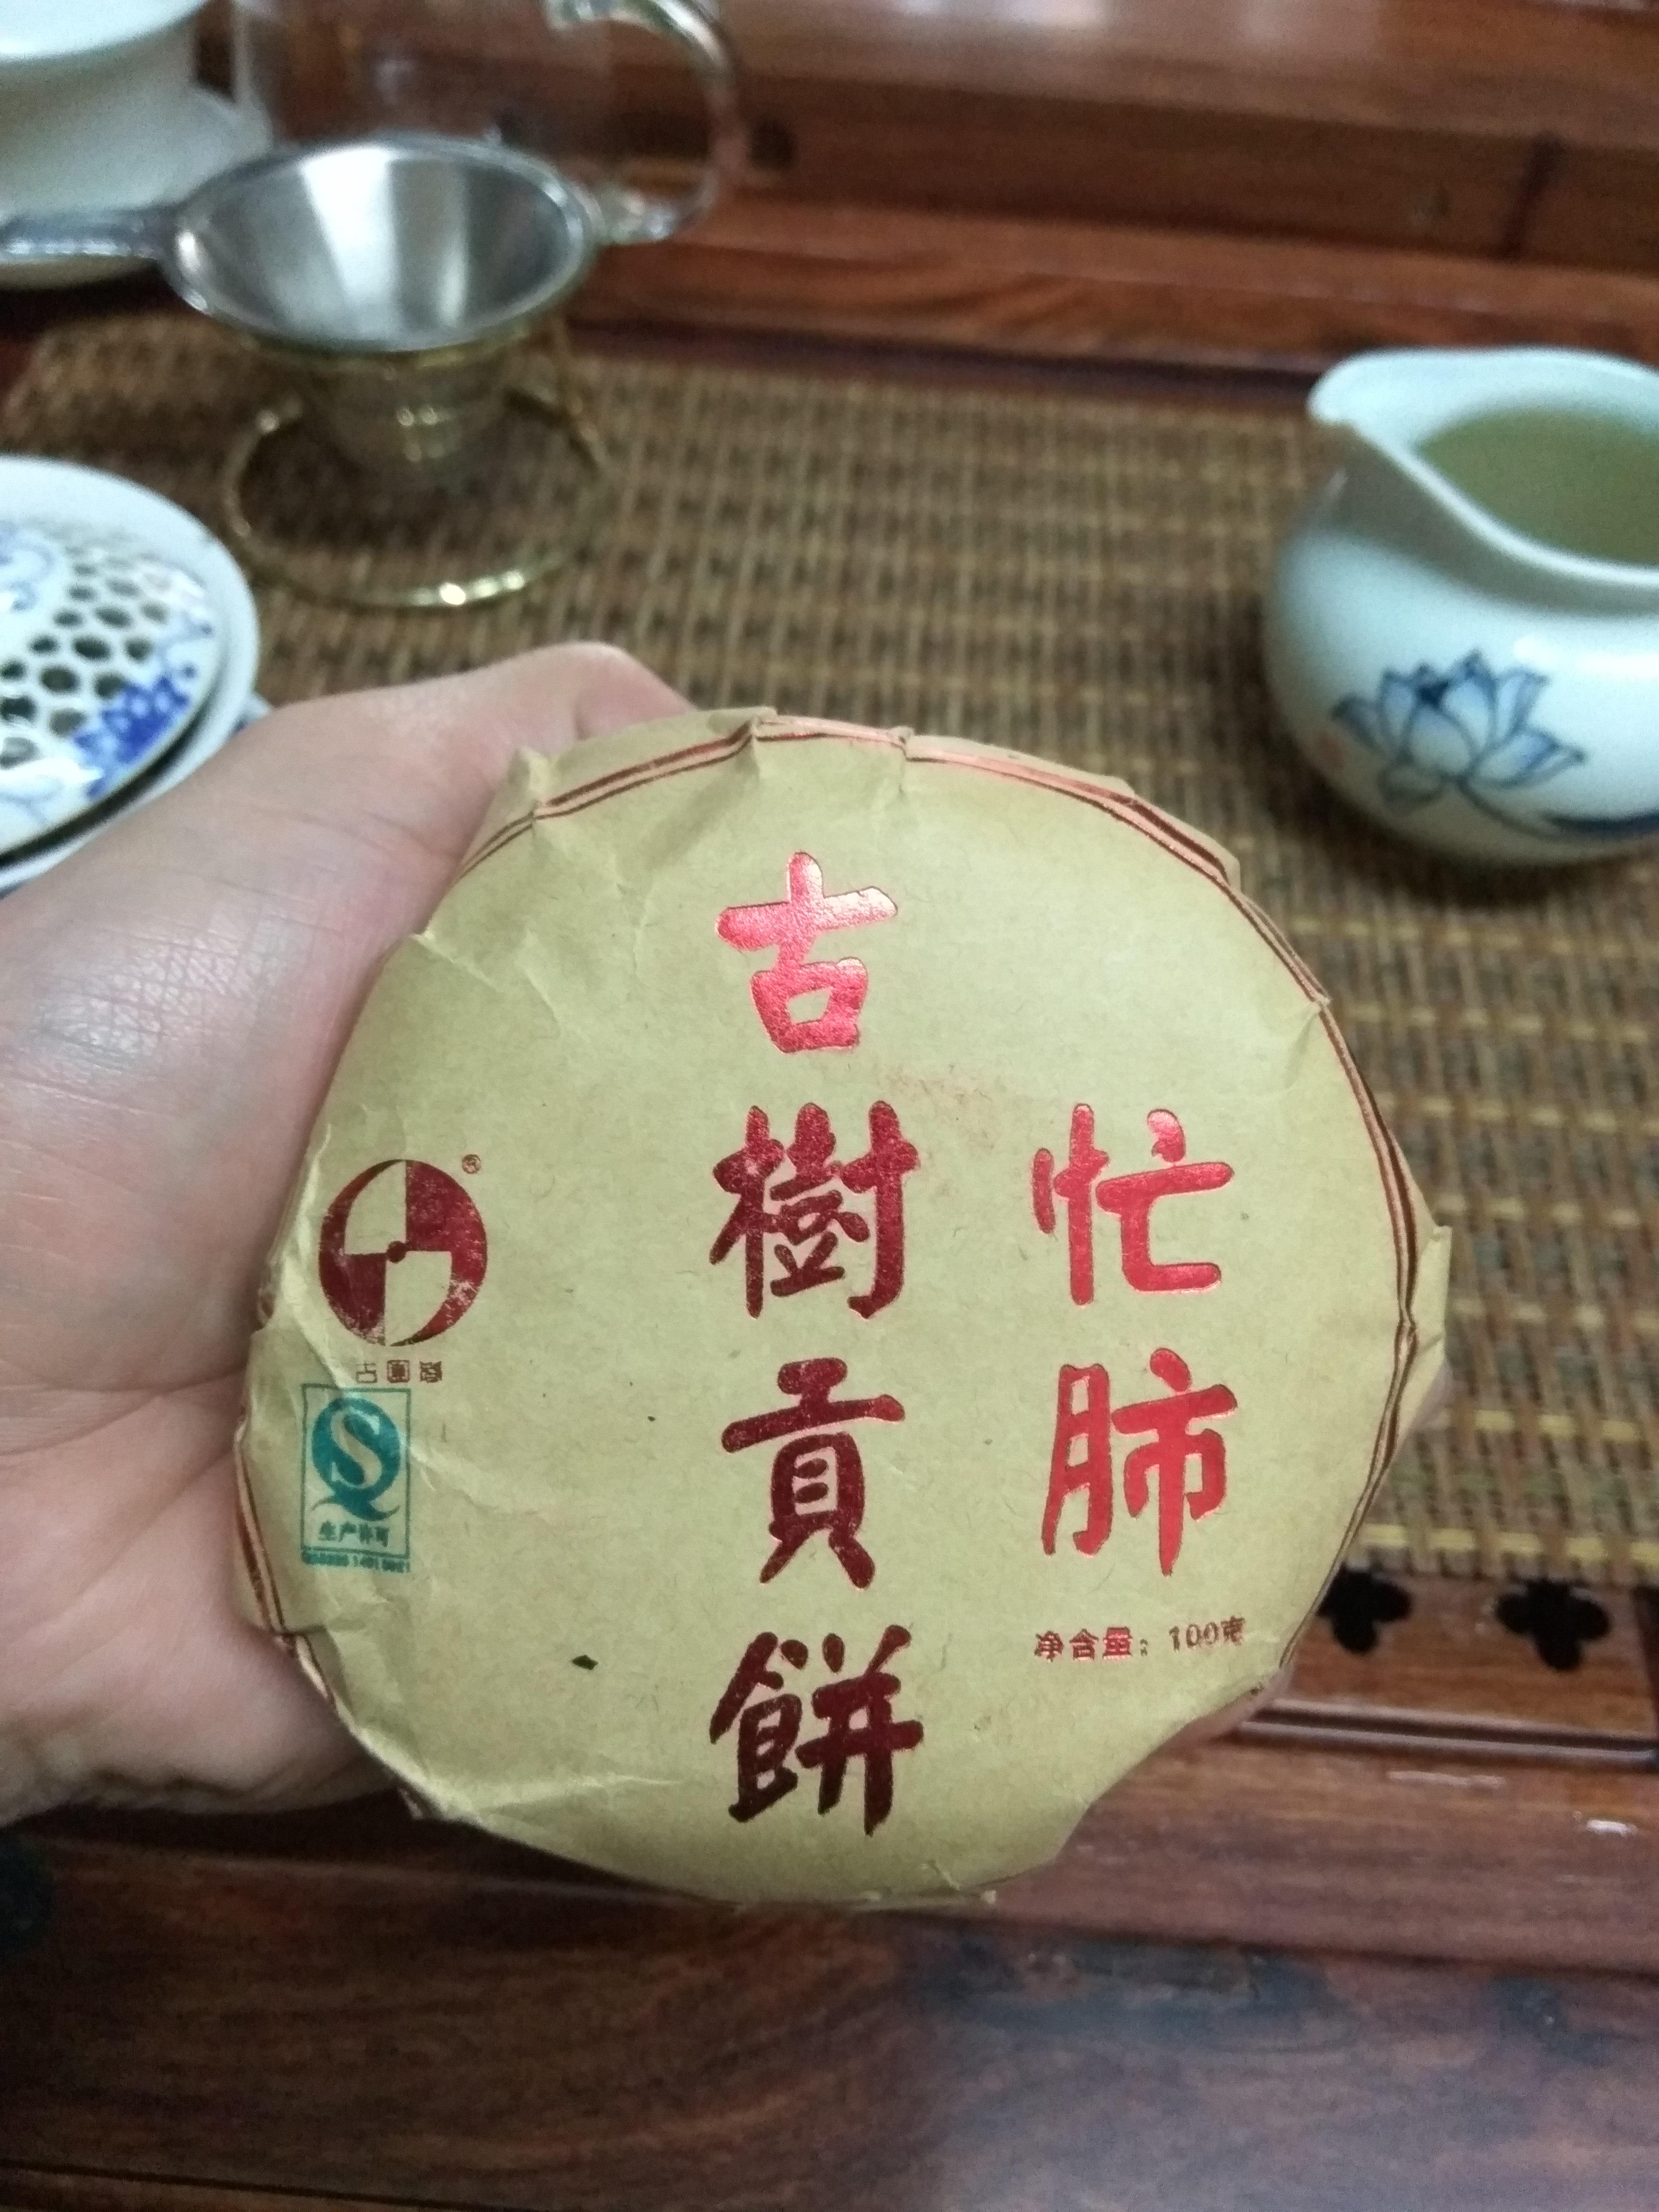 忙肺
古樹貢餅
净含量：100克
®
生产许可